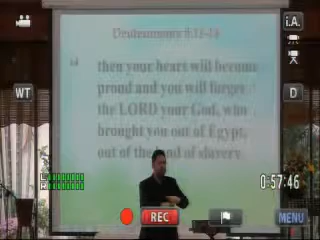 i.A.
Deuteronomy 8:11-18
14
then your heart will become
proud and you will forget
WT
D
the LORD your God, who
brought you out of Egypt,
out of the land of slavery.
L
R
0:57:46
REC
MENU